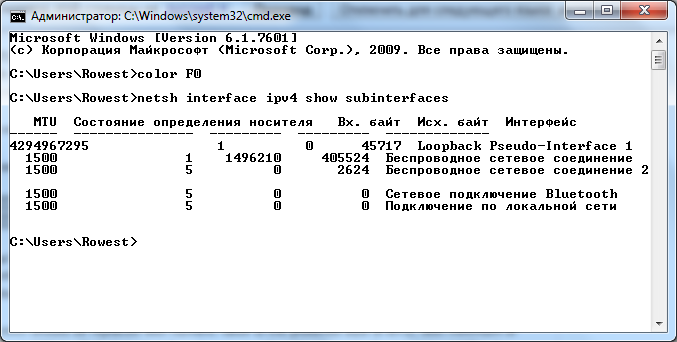 Администратор: C:\Windows\system32\cmd.exe
Microsoft Windows [Version 6.1.7601]
(c) Корпорация Майкрософт (Microsoft Corp.), 2009. Все права защищены.
C:\Users\Rowest>color F0
C:\Users\Rowest>netsh interface ipv4 show subinterfaces
MTU Состояние определения носителя Вх. байт Исх. байт Интерфейс
------ --------------- --------- --------- -------------
4294967295 1 0 45717 Loopback Pseudo-Interface 1
1500 1 1496210 405524 Беспроводное сетевое соединение
1500 5 0 2624 Беспроводное сетевое соединение 2
1500 5 0 0 Сетевое подключение Bluetooth
1500 5 0 0 Подключение по локальной сети
C:\Users\Rowest>